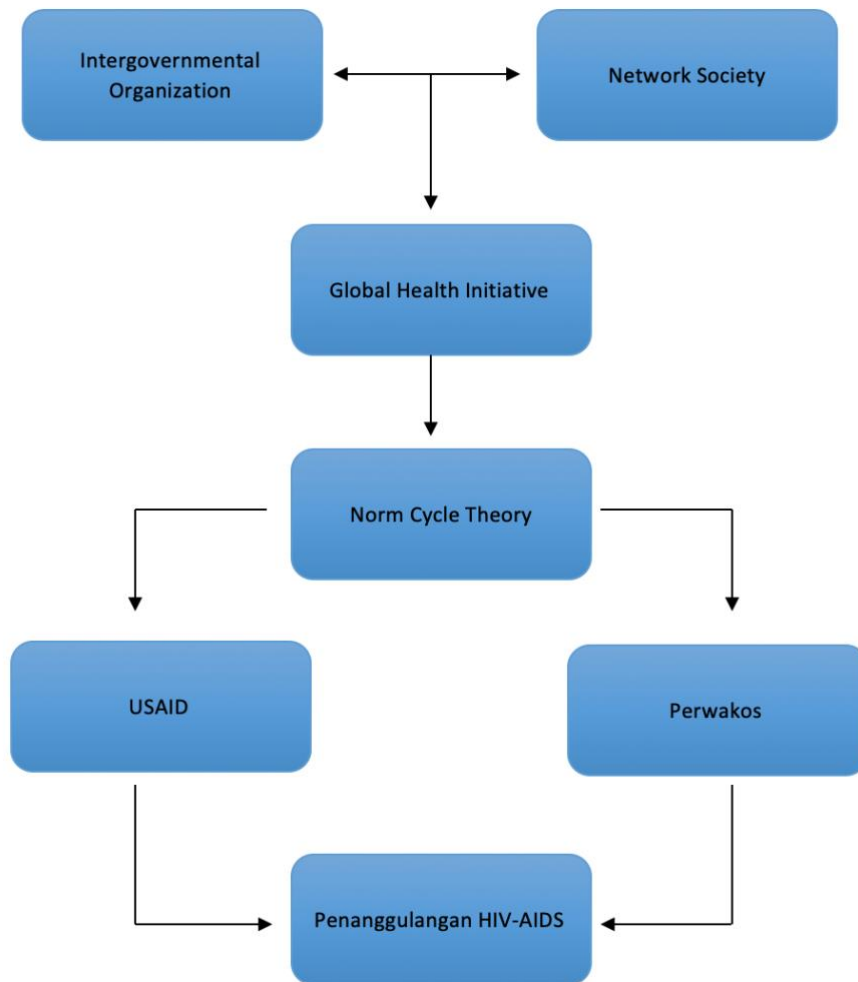 Intergovernmental
Organization
Network Society
Global Health Initiative
Norm Cycle Theory
USAID
Perwakos
Penanggulangan HIV-AIDS